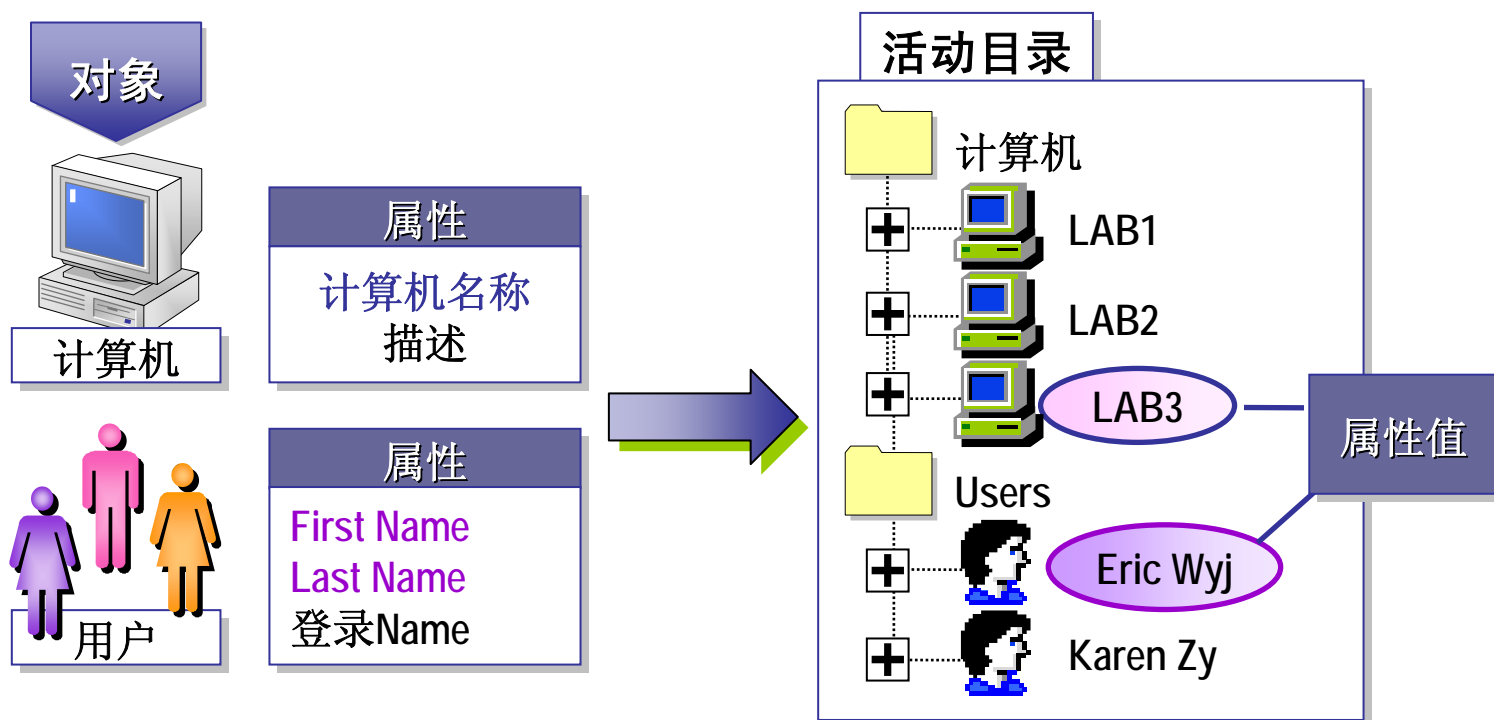 对象
计算机
属性
计算机名称
描述
用户
属性
First Name
Last Name
登录Name
活动目录
计算机
LAB1
LAB2
LAB3
Users
Eric Wyj
Karen Zy
属性值